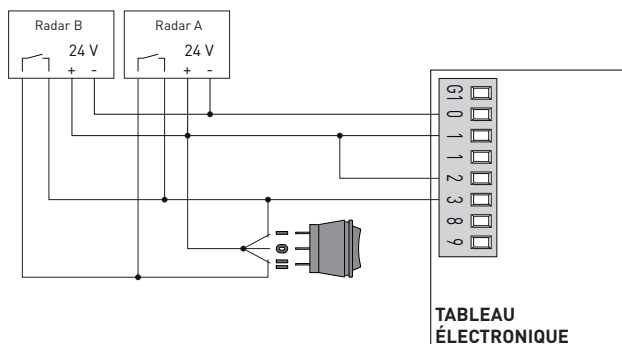 Radar B
Radar A
24 V
24 V
+ -
+ -
G1
0
1
1
2
3
8
9
I
0
II
TABLEAU
ÉLECTRONIQUE